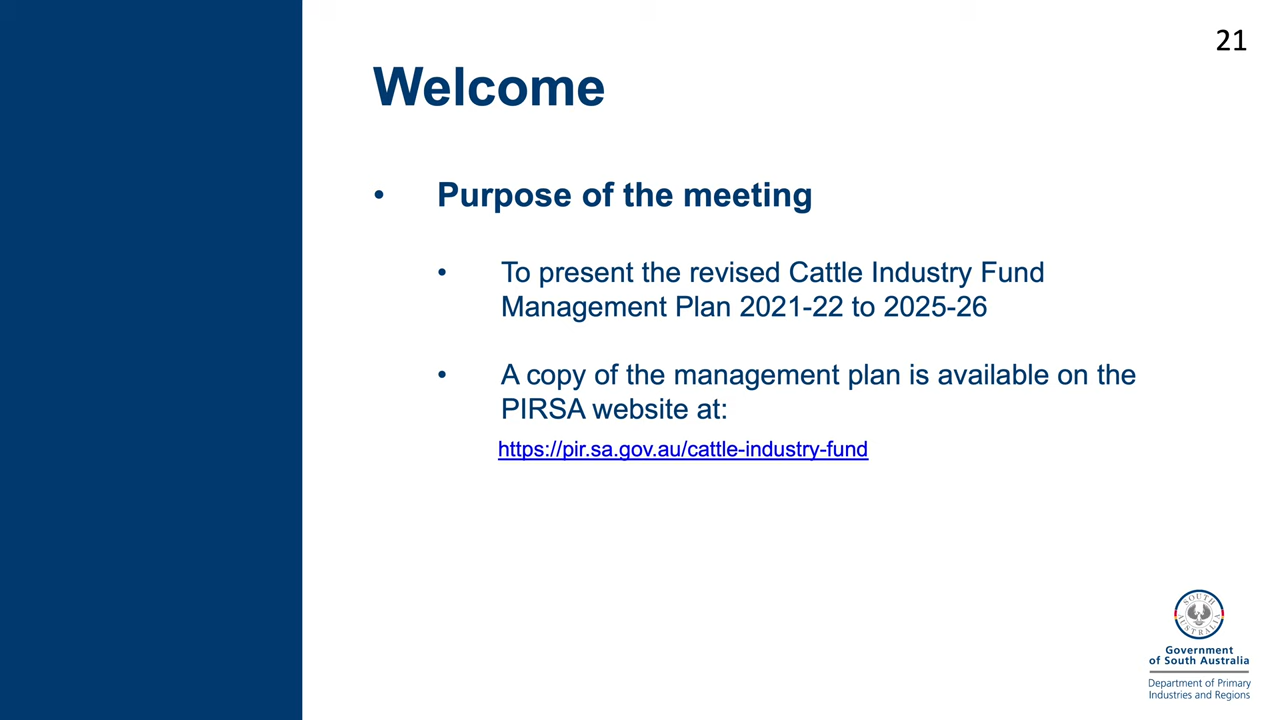 21
Welcome
• Purpose of the meeting
• To present the revised Cattle Industry Fund
Management Plan 2021-22 to 2025-26
• A copy of the management plan is available on the
PIRSA website at:
https://pir.sa.gov.au/cattle-industry-fund
SOUTH
AUSTRALIA
Government
of South Australia
Department of Primary
Industries and Regions